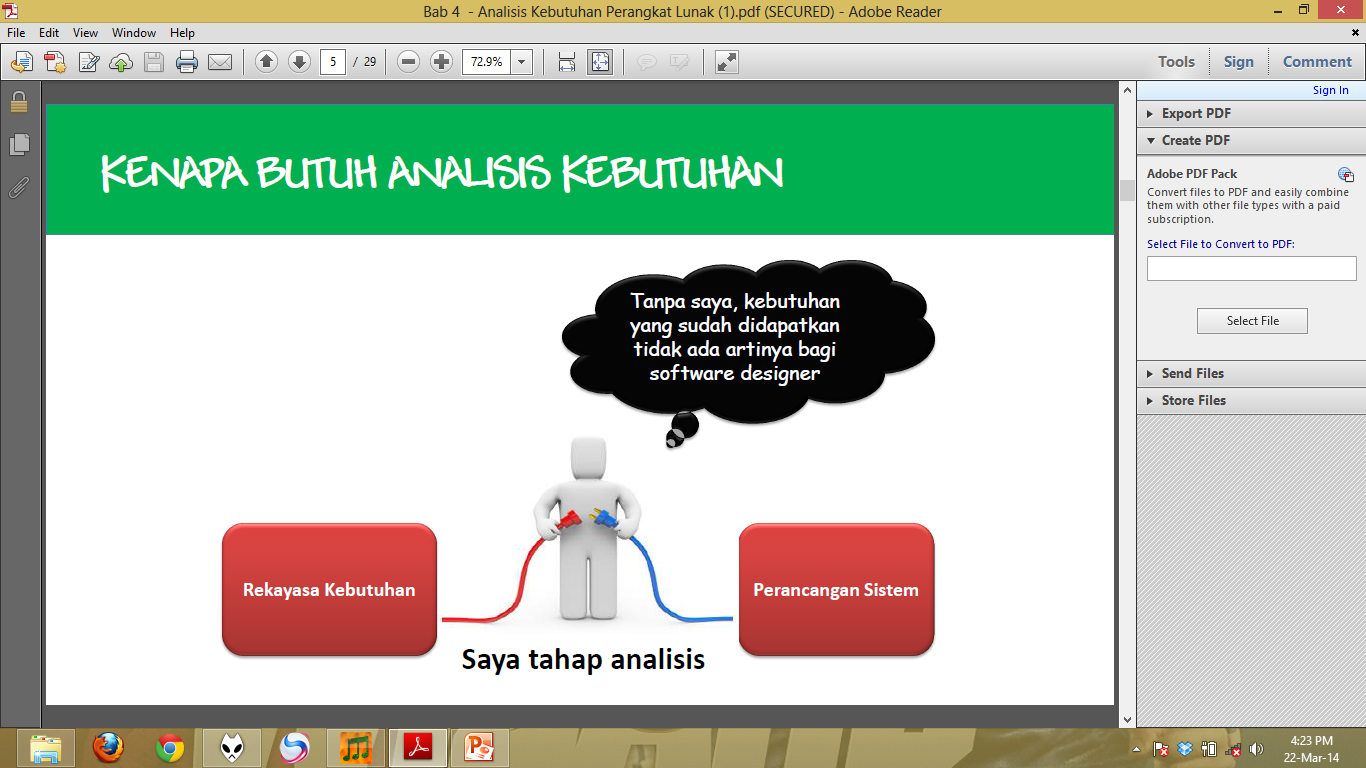 Bab 4  - Analisis Kebutuhan Perangkat Lunak (1).pdf (SECURED) - Adobe Reader
File Edit View Window Help
5 / 29
72.9%
Tools Sign Comment
Sign In
Export PDF
Create PDF
Adobe PDF Pack
Convert files to PDF and easily combine
them with other file types with a paid
subscription.
Select File to Convert to PDF:
Select File
Send Files
Store Files
KENAPA BUTUH ANALISIS KEBUTUHAN
Tanpa saya, kebutuhan
yang sudah didapatkan
tidak ada artinya bagi
software designer
Rekayasa Kebutuhan
Perancangan Sistem
Saya tahap analisis
4:23 PM
22-Mar-14